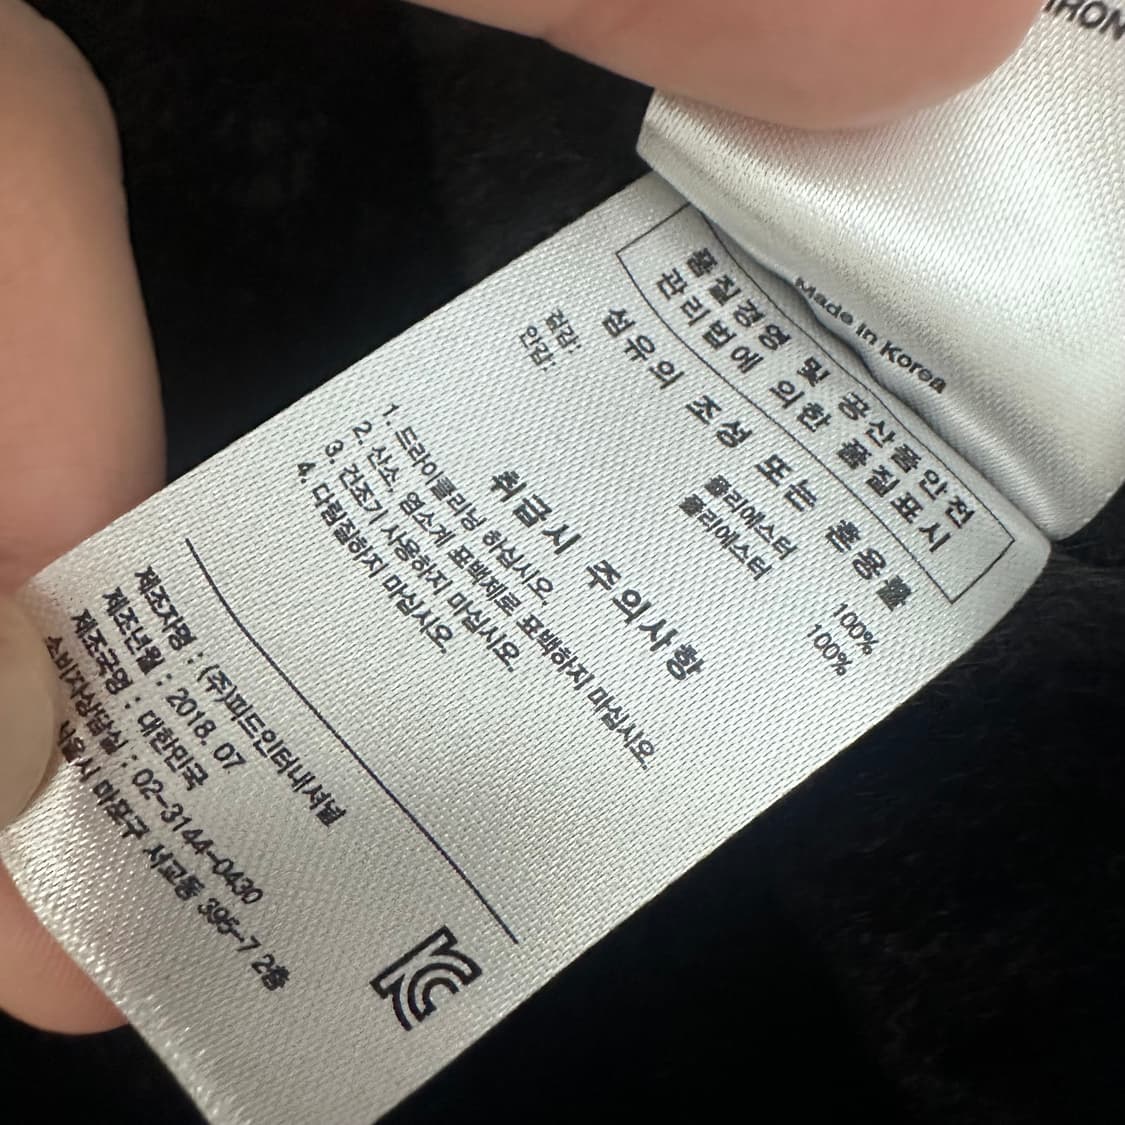 Made in Korea
품질경영 및 공산품안전
관리법에 의한 품질표시
섬유의 조성 또는 혼용률
겉감: 폴리에스터 100%
안감: 폴리에스터 100%
취급시 주의사항
1. 드라이클리닝 하십시오.
2. 산소, 염소계 표백제로 표백하지 마십시오.
3. 건조기 사용하지 마십시오.
4. 다림질하지 마십시오.
제조자명 : (주)피드인터내셔널
제조년월 : 2018. 07
제조국명 : 대한민국
소비자상담실 : 02-3144-0430
서울시 마포구 서교동 395-7 2층